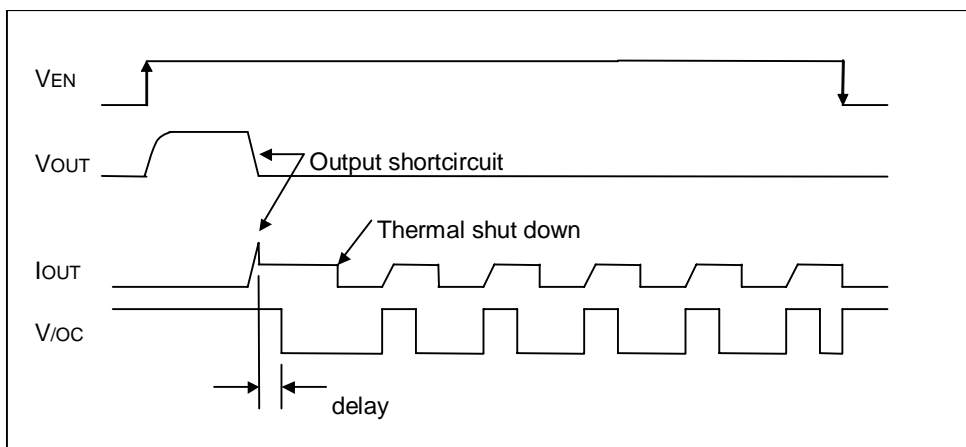 VEN
VOUT
Output shortcircuit
Thermal shut down
IOUT
V/OC
delay